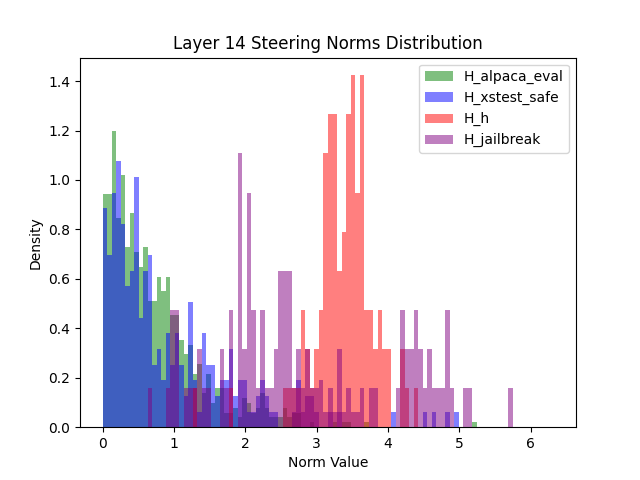 Layer 14 Steering Norms Distribution
H_alpaca_eval
H_xstest_safe
H_h
H_jailbreak
Density
1.4
1.2
1.0
0.8
0.6
0.4
0.2
0.0
0 1 2 3 4 5 6
Norm Value